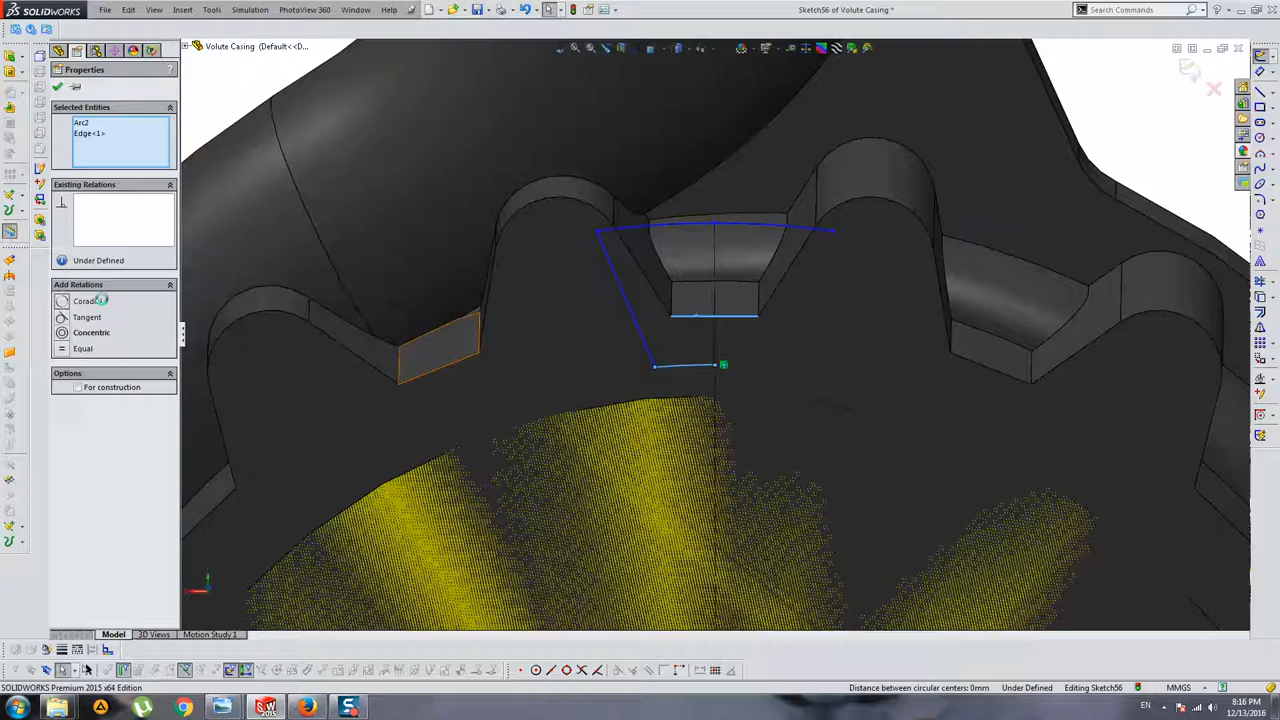 SOLIDWORKS
File
Edit
View
Insert
Tools
Simulation
PhotoView 360
Window
Help
Sketch56 of Volute Casing *
Search Commands
Volute Casing (Default<<D...
Properties
?
Selected Entities
Arc2
Edge<1>
Existing Relations
Under Defined
Add Relations
Tangent
Concentric
Equal
Options
For construction
Model
3D Views
Motion Study 1
SOLIDWORKS Premium 2015 x64 Edition
Distance between circular centers: 0mm
Under Defined
Editing Sketch56
MMGS
EN
8:16 PM
12/13/2016